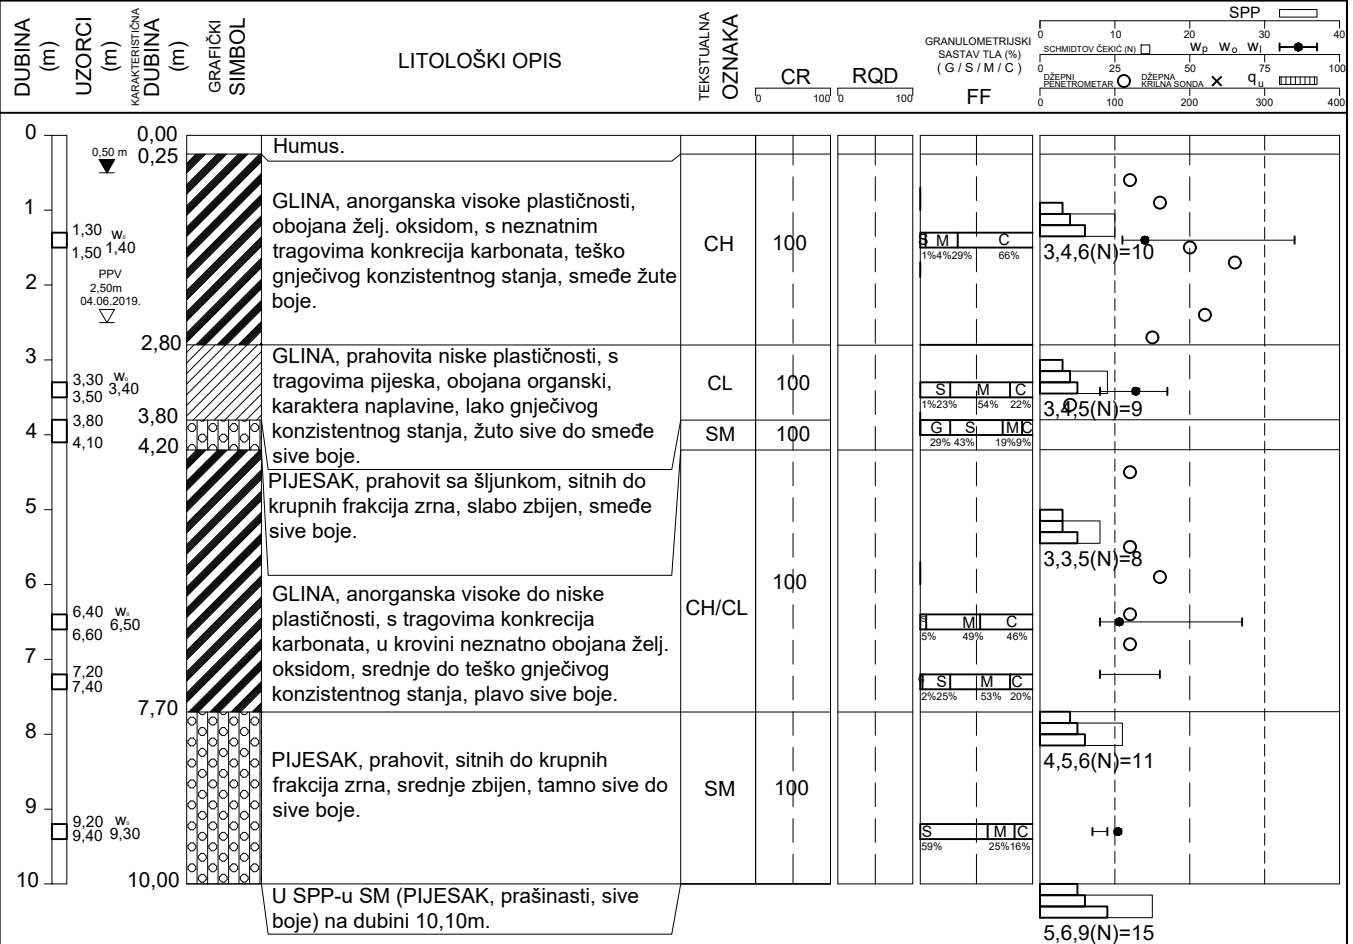 DUBINA (m)
UZORCI (m)
KARAKTERISTIČNA DUBINA (m)
GRAFIČKI SIMBOL
LITOLOŠKI OPIS
TEKSTUALNA OZNAKA
CR
0 100
RQD
0 100
GRANULOMETRIJSKI
SASTAV TLA (%)
( G / S / M / C )
FF
SPP
0 10 20 30 40
SCHMIDTOV ČEKIĆ (N) wₚ wₒ wₗ
0 25 50 75 100
DŽEPNI PENETROMETAR DŽEPNA KRILNA SONDA qᵤ
0 100 200 300 400
0
1
2
3
4
5
6
7
8
9
10
0,50 m
1,30 w₀
1,50 1,40
PPV
2,50m
04.06.2019.
3,30 w₀
3,50 3,40
3,80
4,10
6,40 w₀
6,60 6,50
7,20
7,40
9,20 w₀
9,40 9,30
0,00
0,25
2,80
3,80
4,20
7,70
10,00
Humus.
GLINA, anorganska visoke plastičnosti,
obojana želj. oksidom, s neznatnim
tragovima konkrecija karbonata, teško
gnječivog konzistentnog stanja, smeđe žute
boje.
GLINA, prahovita niske plastičnosti, s
tragovima pijeska, obojana organski,
karaktera naplavine, lako gnječivog
konzistentnog stanja, žuto sive do smeđe
sive boje.
PIJESAK, prahovit sa šljunkom, sitnih do
krupnih frakcija zrna, slabo zbijen, smeđe
sive boje.
GLINA, anorganska visoke do niske
plastičnosti, s tragovima konkrecija
karbonata, u krovini neznatno obojana želj.
oksidom, srednje do teško gnječivog
konzistentnog stanja, plavo sive boje.
PIJESAK, prahovit, sitnih do krupnih
frakcija zrna, srednje zbijen, tamno sive do
sive boje.
U SPP-u SM (PIJESAK, prašinasti, sive
boje) na dubini 10,10m.
CH
CL
SM
CH/CL
SM
100
100
100
100
100
S M C
1%4%29% 66%
S M C
1%23% 54% 22%
G S M C
29% 43% 19%9%
S M C
5% 49% 46%
S M C
2%25% 53% 20%
S M C
59% 25%16%
3,4,6(N)=10
3,4,5(N)=9
3,3,5(N)=8
4,5,6(N)=11
5,6,9(N)=15